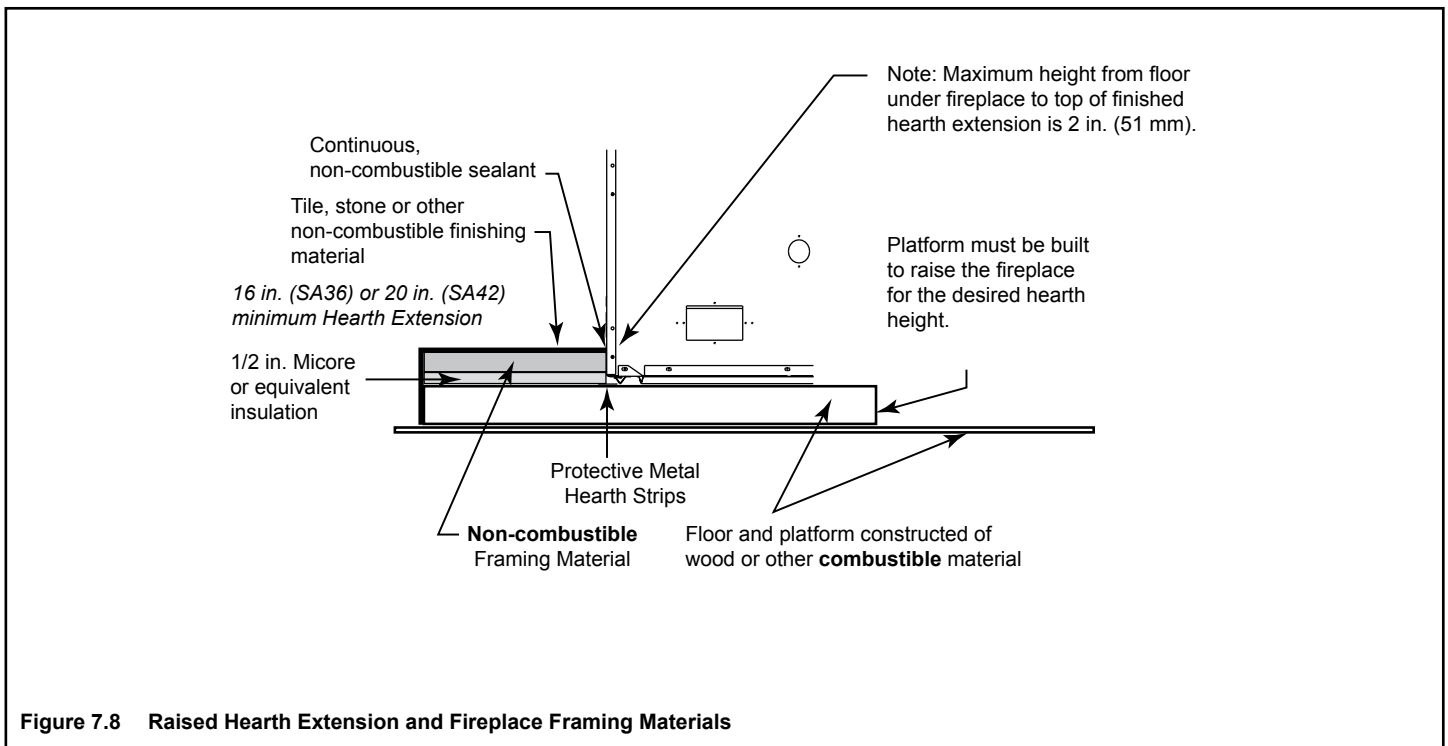 Note: Maximum height from floor
under fireplace to top of finished
hearth extension is 2 in. (51 mm).
Continuous,
non-combustible sealant
Tile, stone or other
non-combustible finishing
material
16 in. (SA36) or 20 in. (SA42)
minimum Hearth Extension
1/2 in. Micore
or equivalent
insulation
Platform must be built
to raise the fireplace
for the desired hearth
height.
Protective Metal
Hearth Strips
Non-combustible
Framing Material
Floor and platform constructed of
wood or other combustible material
Figure 7.8 Raised Hearth Extension and Fireplace Framing Materials